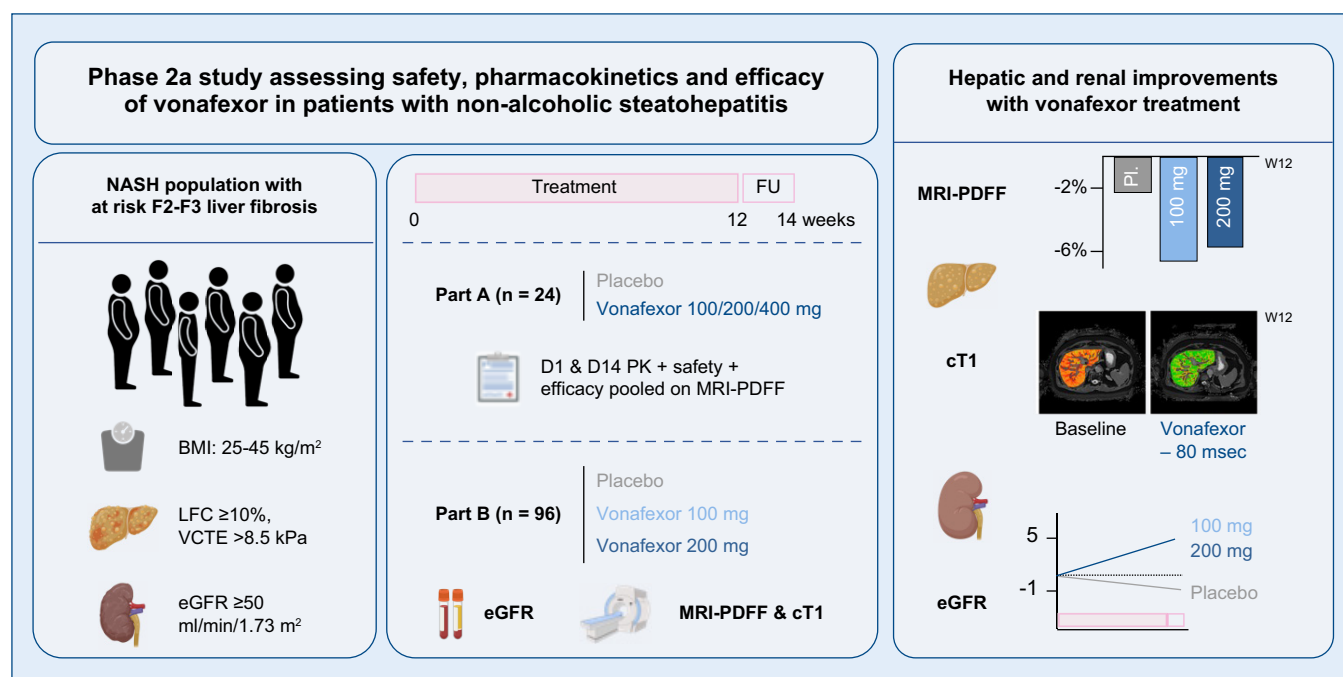 Phase 2a study assessing safety, pharmacokinetics and efficacy
of vonafexor in patients with non-alcoholic steatohepatitis
NASH population with
at risk F2-F3 liver fibrosis
BMI: 25-45 kg/m²
LFC ≥10%,
VCTE >8.5 kPa
eGFR ≥50
ml/min/1.73 m²
Treatment
FU
0
12
14 weeks
Part A (n = 24)
Placebo
Vonafexor 100/200/400 mg
D1 & D14 PK + safety +
efficacy pooled on MRI-PDFF
Part B (n = 96)
Placebo
Vonafexor 100 mg
Vonafexor 200 mg
eGFR
MRI-PDFF & cT1
Hepatic and renal improvements
with vonafexor treatment
MRI-PDFF
-2%
-6%
Pl.
100 mg
200 mg
W12
cT1
W12
Baseline
Vonafexor
– 80 msec
eGFR
5
-1
100 mg
200 mg
Placebo